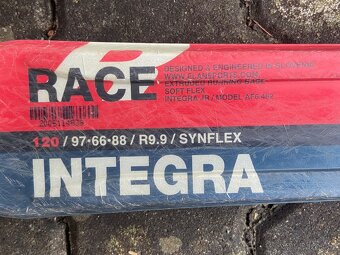 RACE
DESIGNED & ENGINEERED IN SLOVENIA
WWW.ELANSPORTS.COM
EXTRUDED RUNNING BASE
SOFT FLEX
INTEGRA JR / MODEL
120 / 97•66•88 / R9.9 / SYNFLEX
INTEGRA